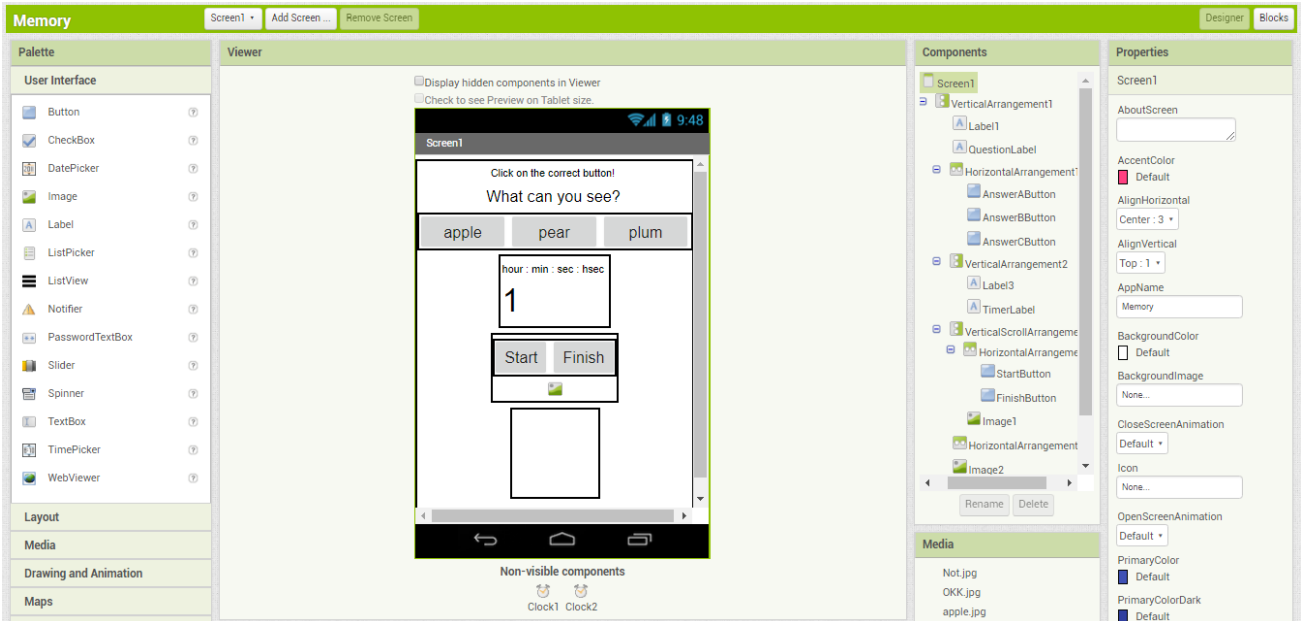 Memory
Screen1
Add Screen ...
Remove Screen
Designer
Blocks
Palette
User Interface
Button
CheckBox
DatePicker
Image
Label
ListPicker
ListView
Notifier
PasswordTextBox
Slider
Spinner
TextBox
TimePicker
WebViewer
Layout
Media
Drawing and Animation
Maps
Viewer
Display hidden components in Viewer
Check to see Preview on Tablet size.
9:48
Screen1
Click on the correct button!
What can you see?
apple pear plum
hour : min : sec : hsec
1
Start Finish
Non-visible components
Clock1 Clock2
Components
Screen1
VerticalArrangement1
Label1
QuestionLabel
HorizontalArrangement1
AnswerAButton
AnswerBButton
AnswerCButton
VerticalArrangement2
Label3
TimerLabel
VerticalScrollArrangeme
HorizontalArrangeme
StartButton
FinishButton
Image1
HorizontalArrangement
Image2
Rename Delete
Media
Not.jpg
OKK.jpg
apple.jpg
Properties
Screen1
AboutScreen
AccentColor
Default
AlignHorizontal
Center : 3
AlignVertical
Top : 1
AppName
Memory
BackgroundColor
Default
BackgroundImage
None...
CloseScreenAnimation
Default
Icon
None...
OpenScreenAnimation
Default
PrimaryColor
Default
PrimaryColorDark
Default